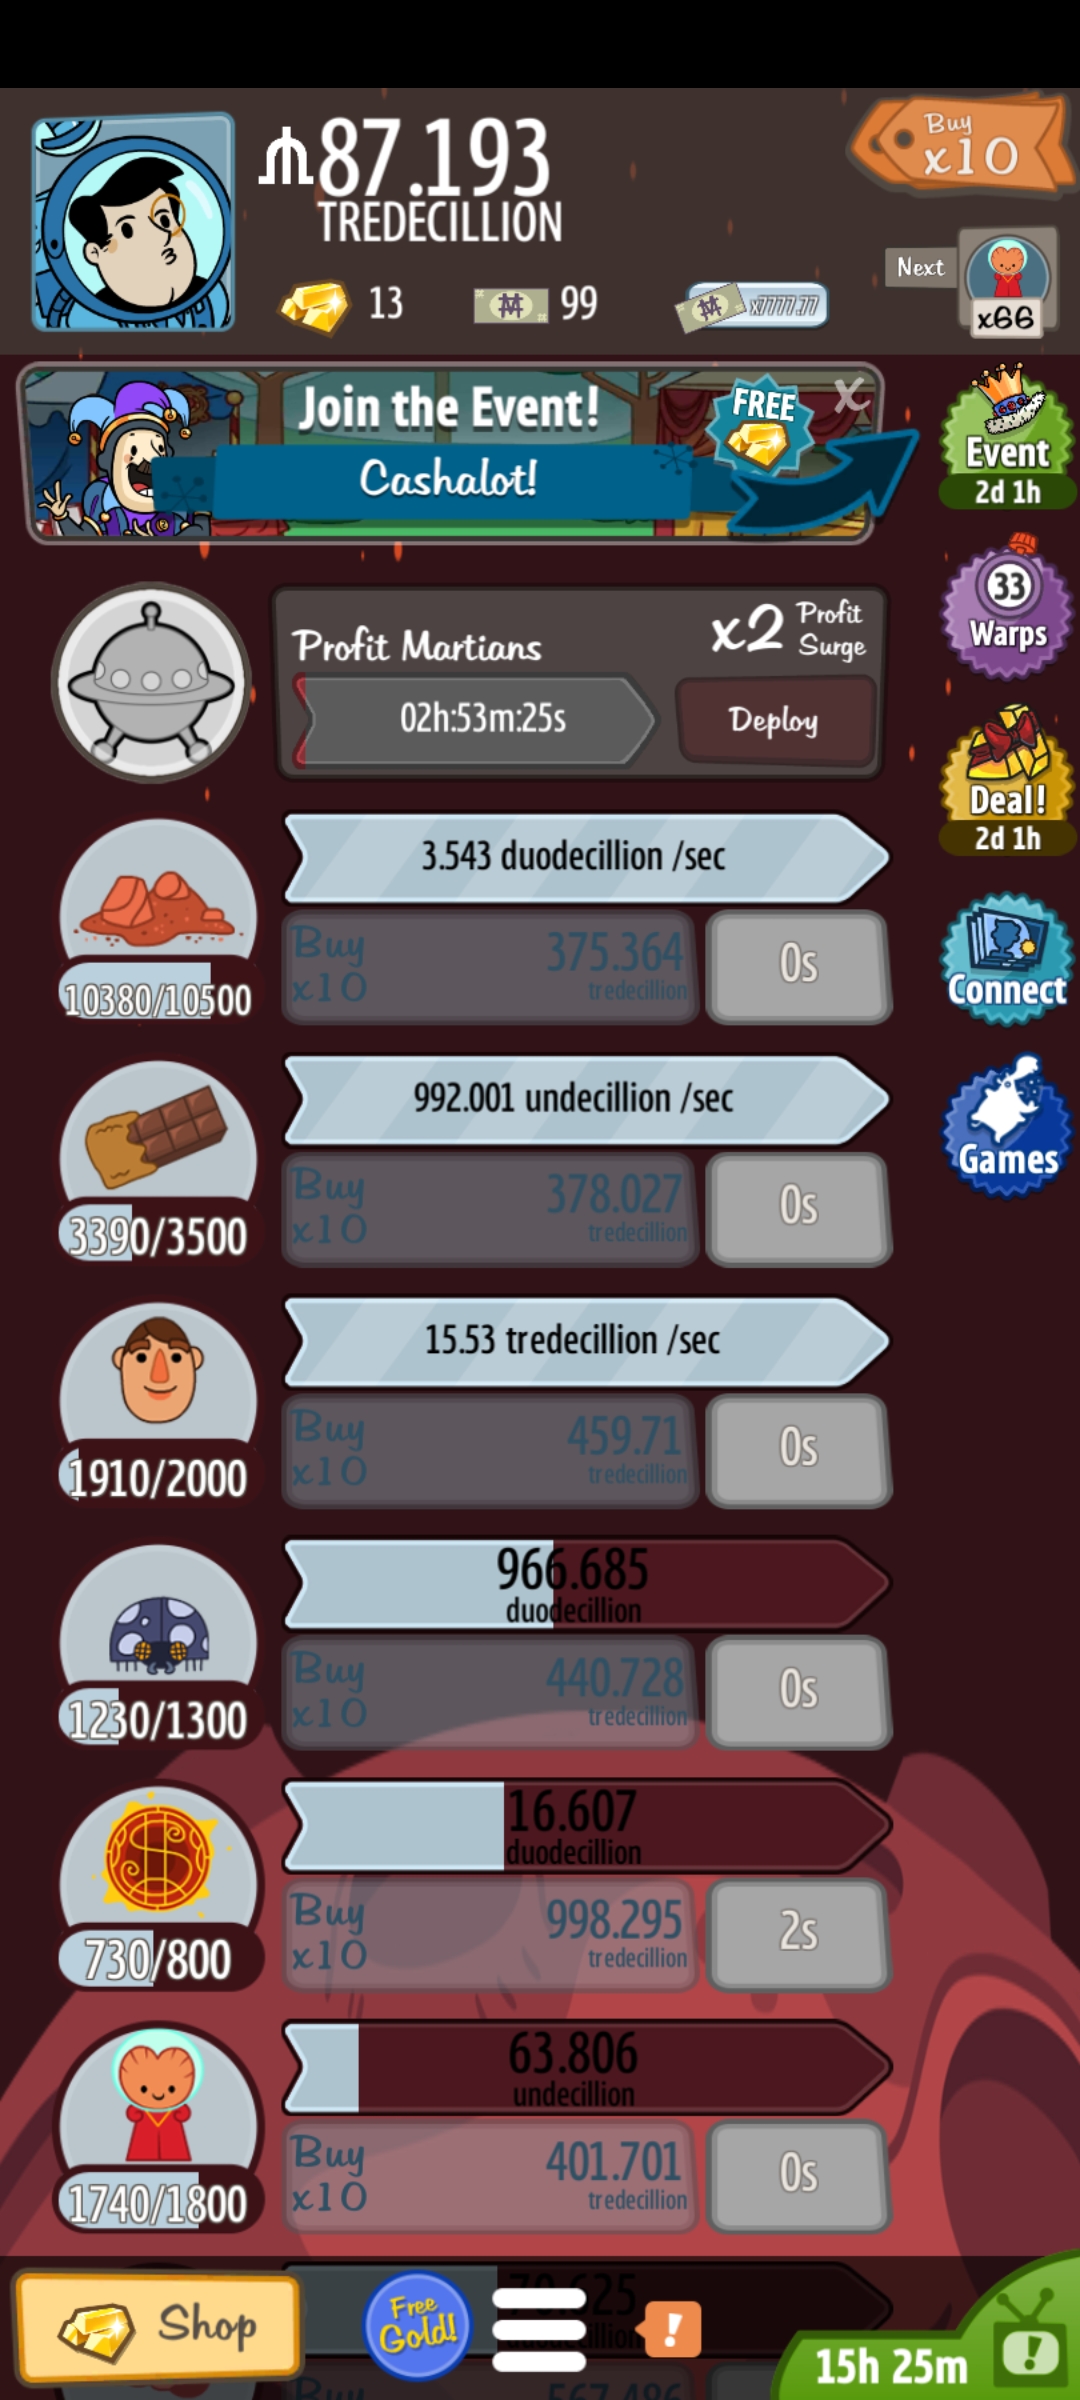 87.193
TREDECILLION
Buy
x10
13
99
x7777.77
Next
x66
Join the Event!
FREE
X
Cashalot!
Event
2d 1h
33
Warps
Profit Martians
x2 Profit Surge
02h:53m:25s
Deploy
Deal!
2d 1h
3.543 duodecillion /sec
Buy x10
375.364
tredecillion
0s
10380/10500
Connect
992.001 undecillion /sec
Buy x10
378.027
tredecillion
0s
3390/3500
Games
15.53 tredecillion /sec
Buy x10
459.71
tredecillion
0s
1910/2000
966.685
duodecillion
Buy x10
440.728
tredecillion
0s
1230/1300
16.607
duodecillion
Buy x10
998.295
tredecillion
2s
730/800
63.806
undecillion
Buy x10
401.701
tredecillion
0s
1740/1800
Shop
Free Gold!
!
15h 25m
!
Buy